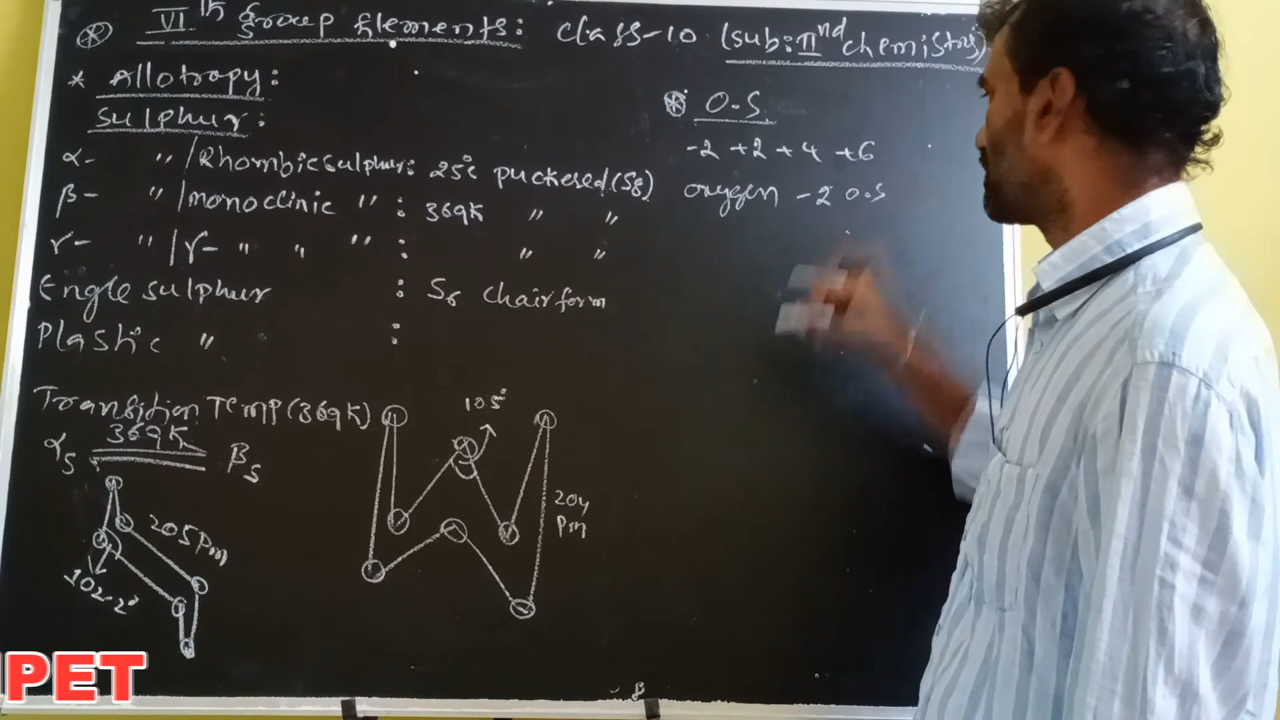 ⊛ VIth group Elements: class-10 (sub: IInd chemistry)
* Allotropy:
Sulphur:
α- " /Rhombic sulphur: 25°c puckered (S8)
β- " /monoclinic " : 369K " "
γ- " /γ- " " " : " "
Engle sulphur : S6 chair form
Plastic " :
Transition Temp (369K)
αS 369K βS
205 Pm
102.2°
105°
204 Pm
⊛ O.S
-2 +2 +4 +6
oxygen -2 O.S
PET